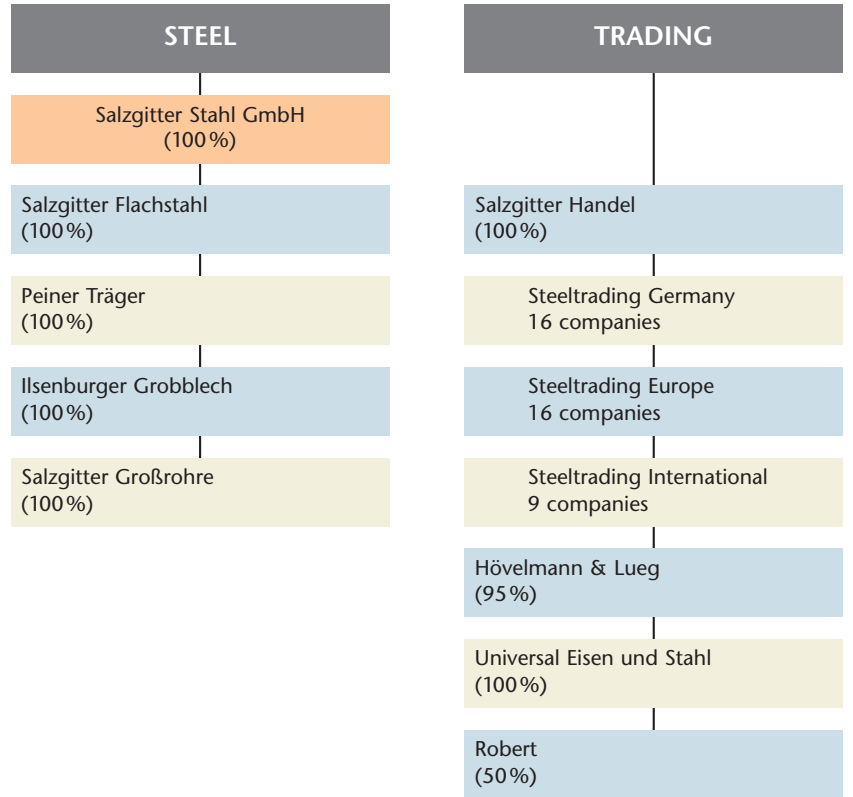 STEEL
Salzgitter Stahl GmbH
(100 %)
Salzgitter Flachstahl
(100 %)
Peiner Träger
(100 %)
Ilsenburger Grobblech
(100 %)
Salzgitter Großrohre
(100 %)
TRADING
Salzgitter Handel
(100 %)
Steeltrading Germany
16 companies
Steeltrading Europe
16 companies
Steeltrading International
9 companies
Hövelmann & Lueg
(95 %)
Universal Eisen und Stahl
(100 %)
Robert
(50 %)